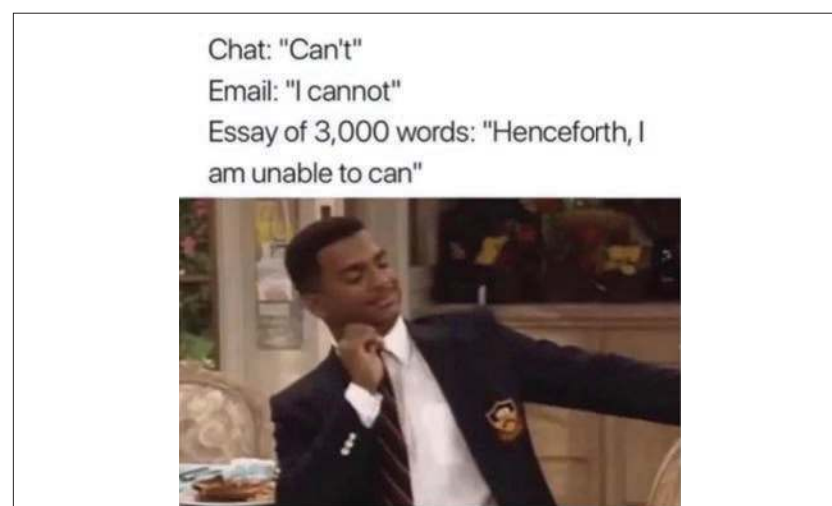 Chat: "Can't"
Email: "I cannot"
Essay of 3,000 words: "Henceforth, I
am unable to can"